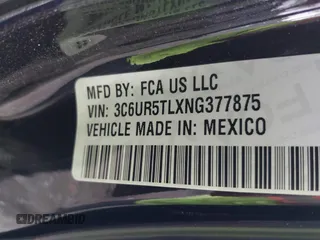 MFD BY: FCA US LLC
VIN: 3C6UR5TLXNG377875
VEHICLE MADE IN: MEXICO
DREAMBID